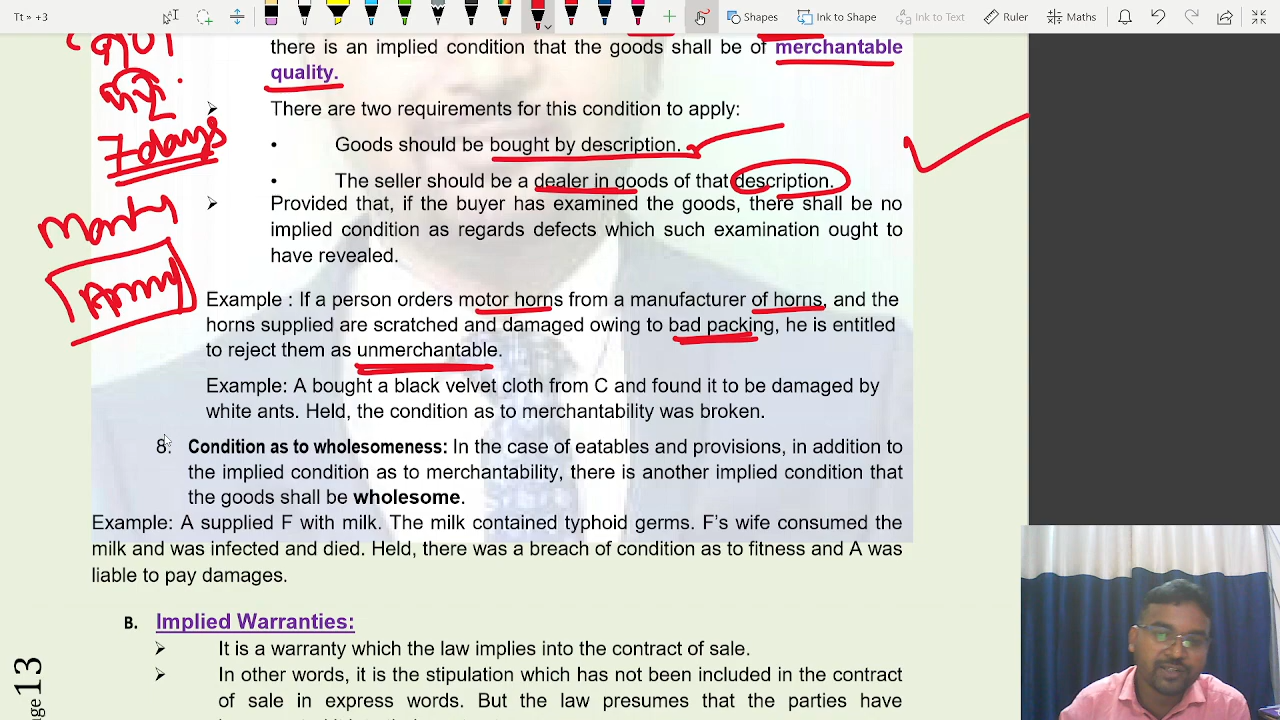 Tt > +3
Shapes
Ink to Shape
Ink to Text
Ruler
Maths
there is an implied condition that the goods shall be of merchantable
quality.
There are two requirements for this condition to apply:
7 days
• Goods should be bought by description.
• The seller should be a dealer in goods of that description.
Provided that, if the buyer has examined the goods, there shall be no
implied condition as regards defects which such examination ought to
have revealed.
Example : If a person orders motor horns from a manufacturer of horns, and the
horns supplied are scratched and damaged owing to bad packing, he is entitled
to reject them as unmerchantable.
Example: A bought a black velvet cloth from C and found it to be damaged by
white ants. Held, the condition as to merchantability was broken.
8. Condition as to wholesomeness: In the case of eatables and provisions, in addition to
the implied condition as to merchantability, there is another implied condition that
the goods shall be wholesome.
Example: A supplied F with milk. The milk contained typhoid germs. F’s wife consumed the
milk and was infected and died. Held, there was a breach of condition as to fitness and A was
liable to pay damages.
B. Implied Warranties:
It is a warranty which the law implies into the contract of sale.
In other words, it is the stipulation which has not been included in the contract
of sale in express words. But the law presumes that the parties have
13